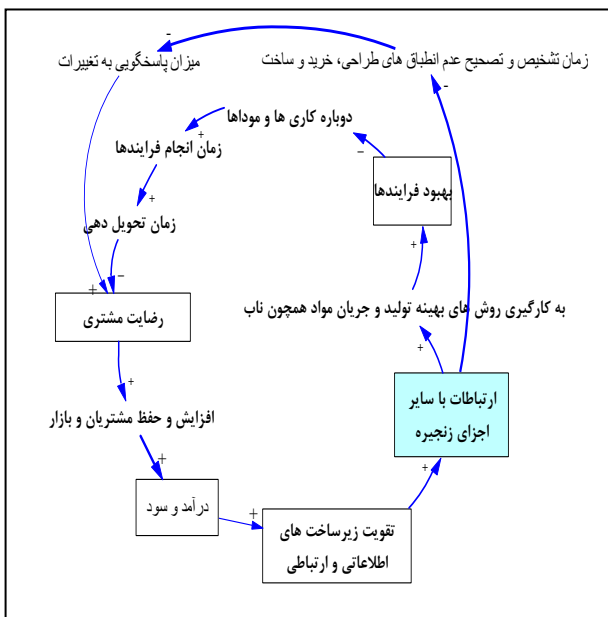 زمان تشخیص و تصحیح عدم انطباق های طراحی، خرید و ساخت
میزان پاسخگویی به تغییرات
دوباره کاری ها و موداها
زمان انجام فرایندها
بهبود فرایندها
زمان تحویل دهی
به کارگیری روش های بهینه تولید و جریان مواد همچون ناب
رضایت مشتری
ارتباطات با سایر
اجزای زنجیره
افزایش و حفظ مشتریان و بازار
درآمد و سود
تقویت زیرساخت های
اطلاعاتی و ارتباطی